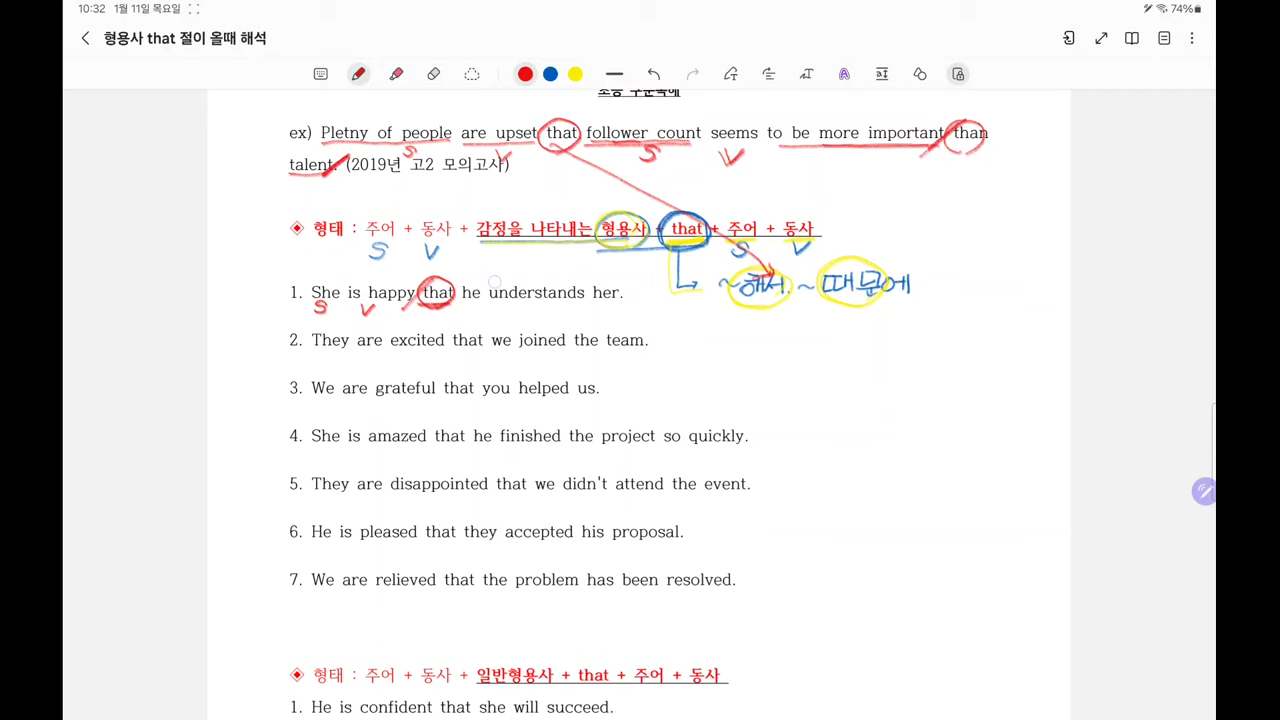 10:32 1월 11일 목요일 74%
형용사 that 절이 올때 해석
초등 구문독해
ex) Pletny of people are upset that follower count seems to be more important than
S V S V
talent. (2019년 고2 모의고사)
◈ 형태 : 주어 + 동사 + 감정을 나타내는 형용사 + that + 주어 + 동사
S V S V
~해서. ~ 때문에
1. She is happy that he understands her.
S V
2. They are excited that we joined the team.
3. We are grateful that you helped us.
4. She is amazed that he finished the project so quickly.
5. They are disappointed that we didn't attend the event.
6. He is pleased that they accepted his proposal.
7. We are relieved that the problem has been resolved.
◈ 형태 : 주어 + 동사 + 일반형용사 + that + 주어 + 동사
1. He is confident that she will succeed.